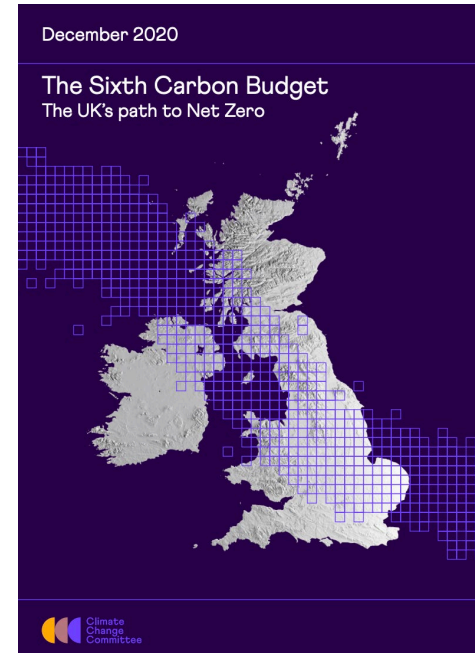 December 2020
The Sixth Carbon Budget
The UK's path to Net Zero
Climate
Change
Committee